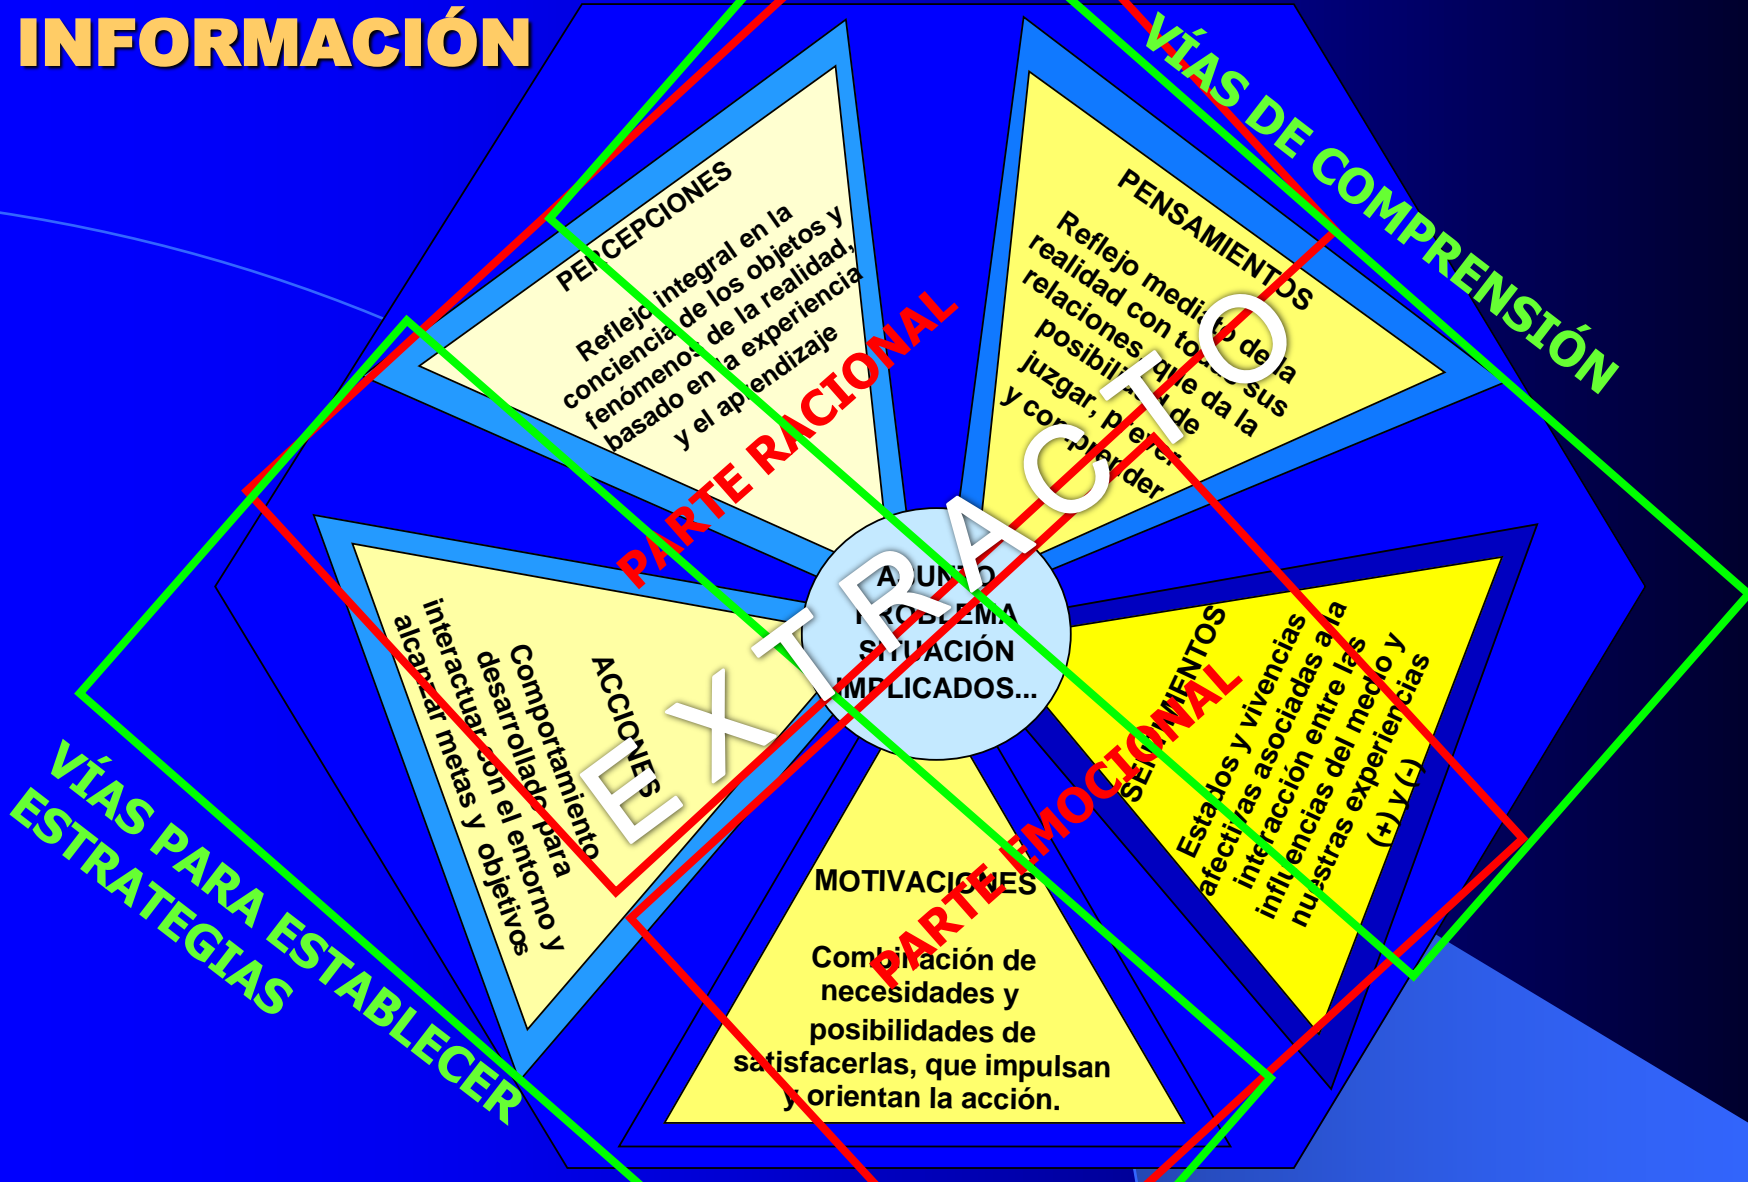 INFORMACIÓN
VÍAS DE COMPRENSIÓN
PERCEPCIONES
Reflejo integral en la
conciencia de los objetos y
fenómenos de la realidad,
basado en la experiencia
y el aprendizaje
PENSAMIENTOS
Reflejo mediato de la
realidad con todas sus
relaciones, que da la
posibilidad de
juzgar, prever
y comprender
PARTE RACIONAL
EXTRACTO
ASUNTO
PROBLEMA
SITUACIÓN
IMPLICADOS...
ACCIONES
Comportamiento
desarrollado para
interactuar con el entorno y
alcanzar metas y objetivos
SENTIMIENTOS
Estados y vivencias
afectivas asociadas a la
interacción entre las
influencias del medio y
nuestras experiencias
(+) y (-)
PARTE EMOCIONAL
MOTIVACIONES
Combinación de
necesidades y
posibilidades de
satisfacerlas, que impulsan
y orientan la acción.
VÍAS PARA ESTABLECER
ESTRATEGIAS